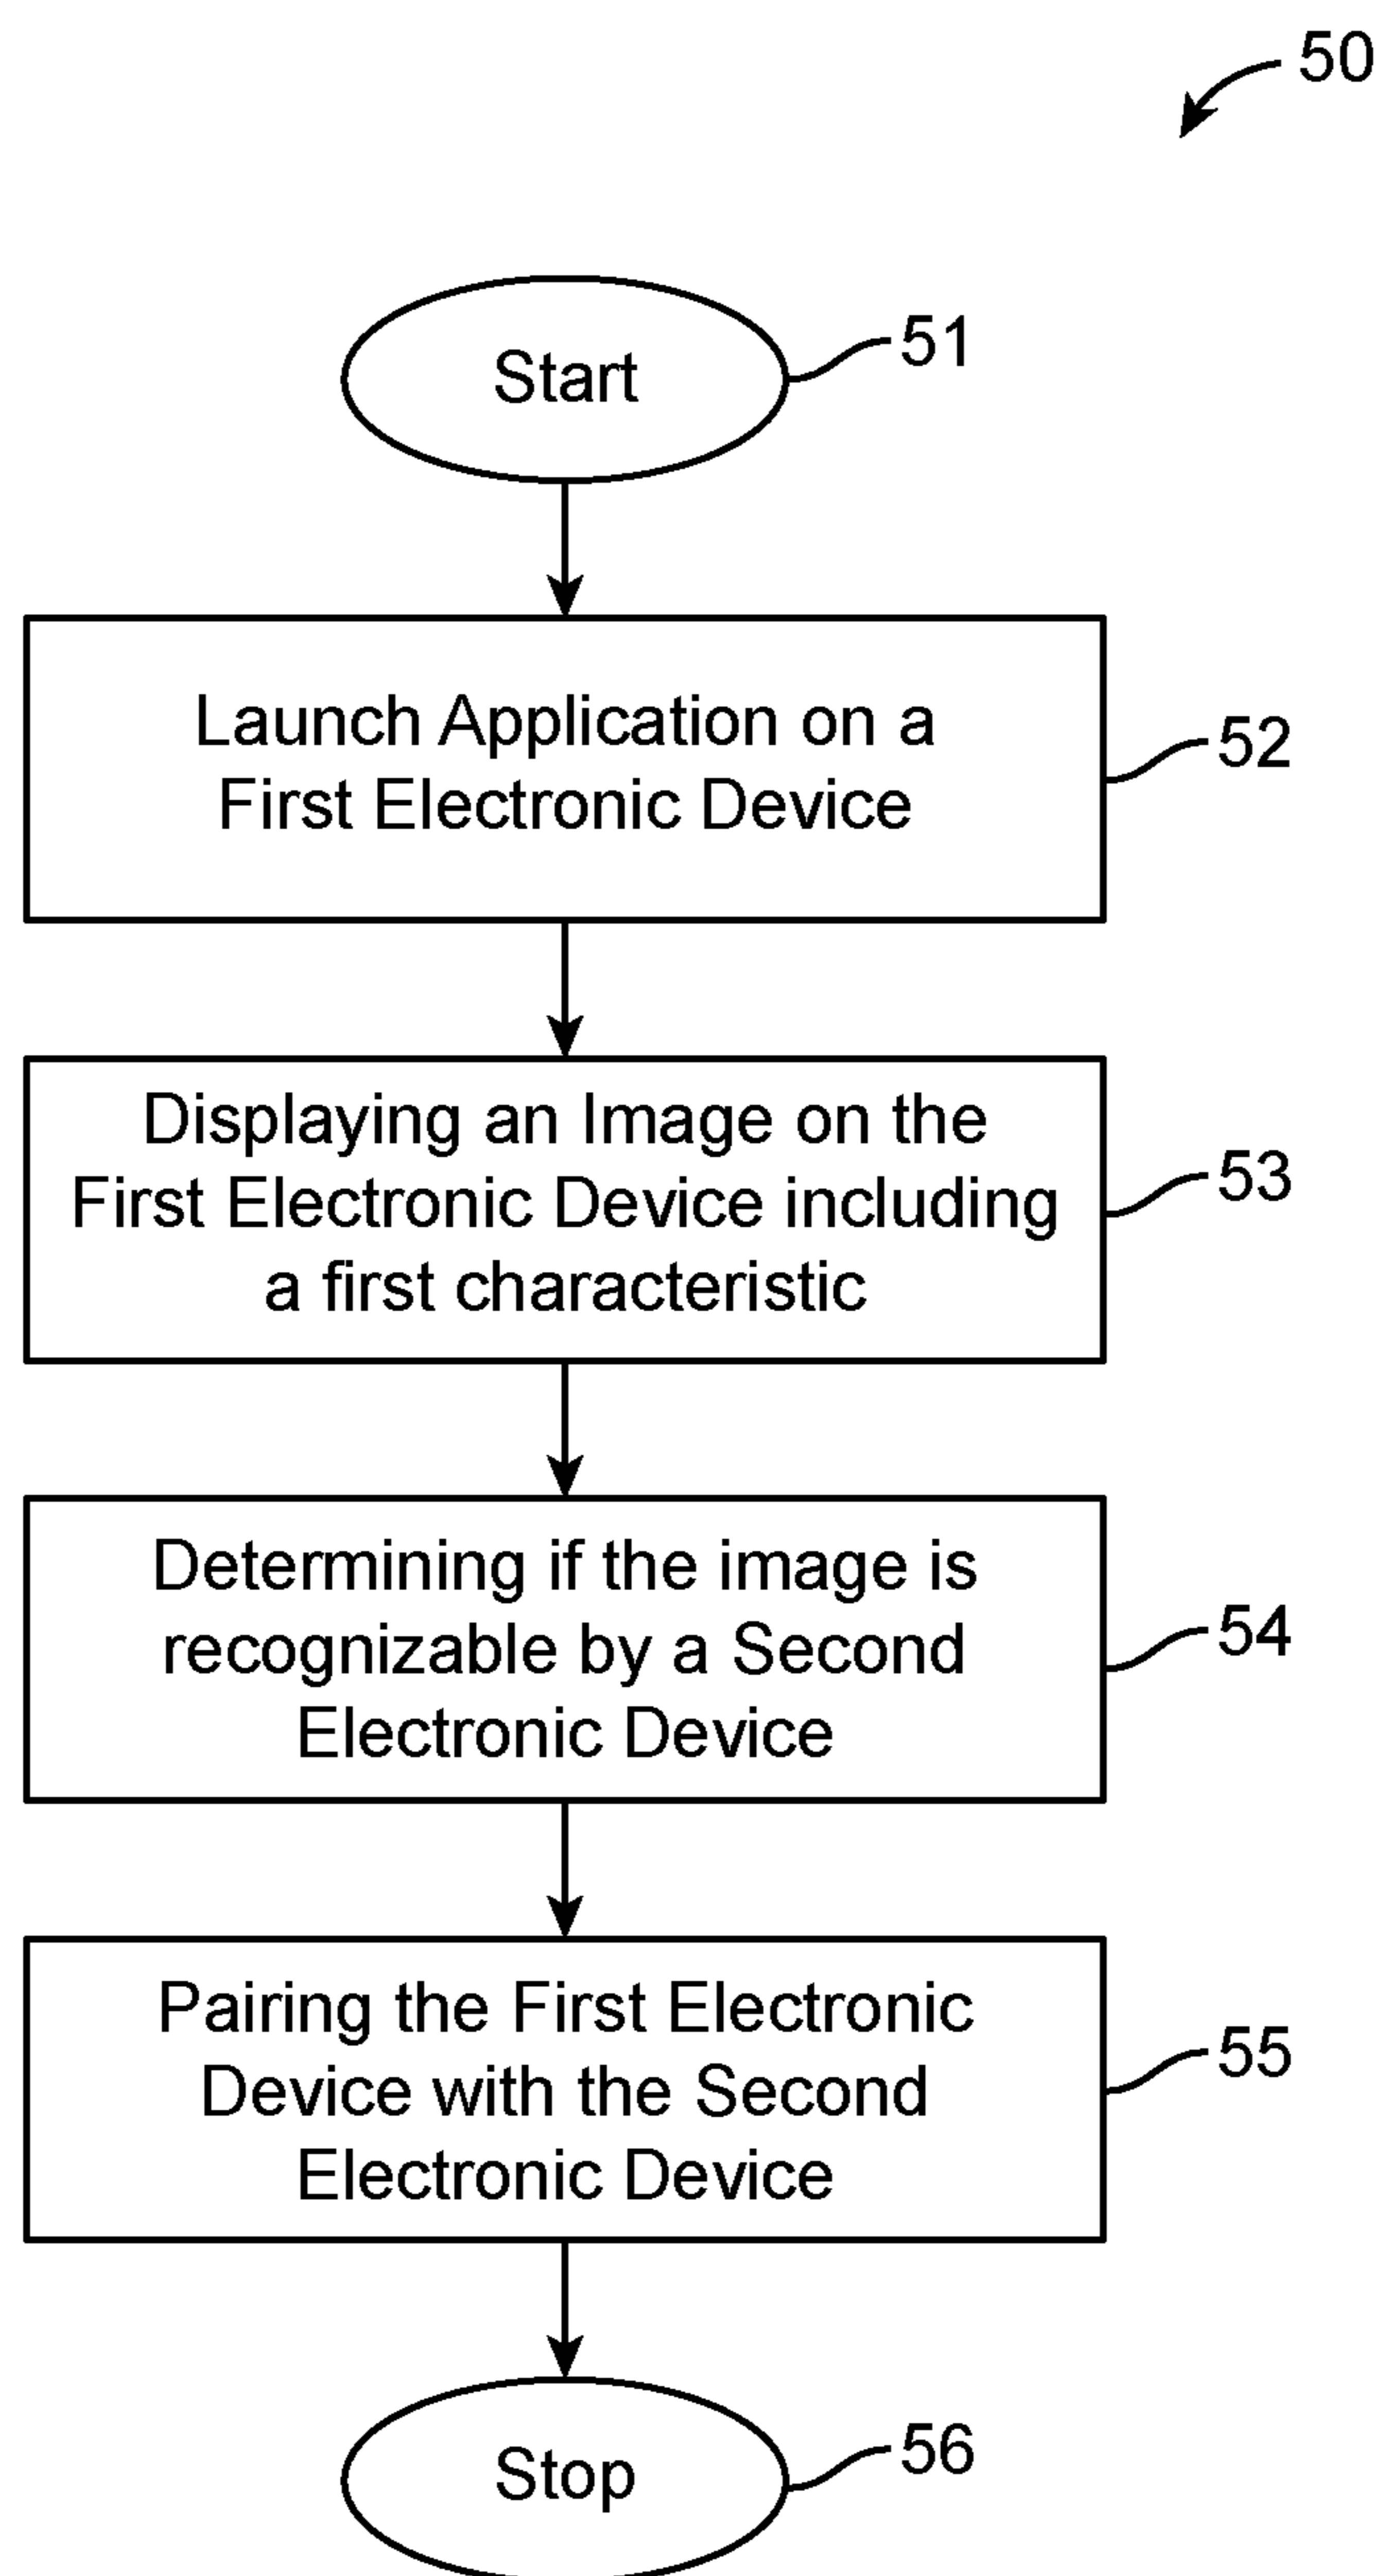 50
Start
51
Launch Application on a
First Electronic Device
52
Displaying an Image on the
First Electronic Device including
a first characteristic
53
Determining if the image is
recognizable by a Second
Electronic Device
54
Pairing the First Electronic
Device with the Second
Electronic Device
55
Stop
56